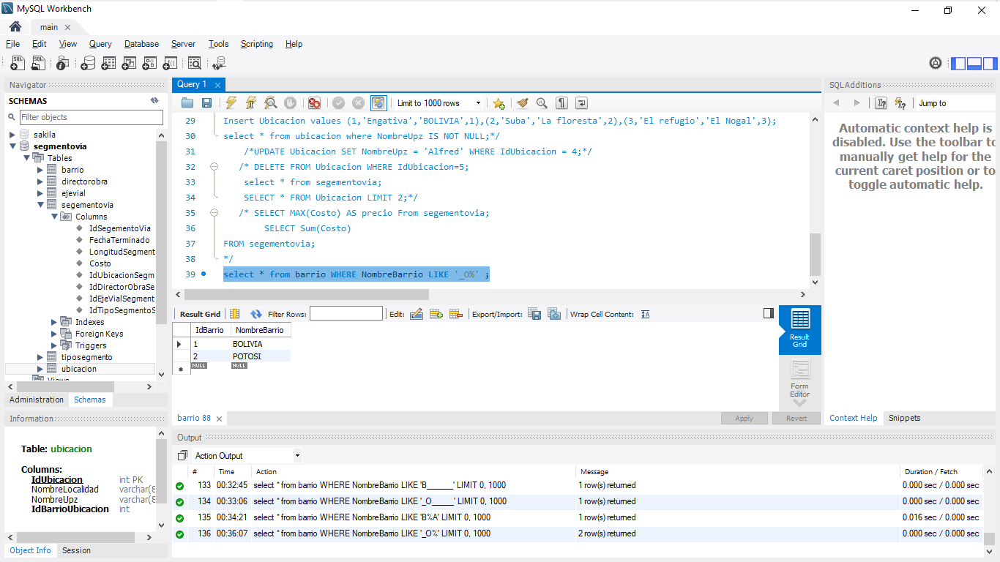 MySQL Workbench
main
File Edit View Query Database Server Tools Scripting Help
Navigator
SCHEMAS
Filter objects
sakila
segmentovia
Tables
barrio
directorobra
ejevial
segementovia
Columns
IdSegementoVia
FechaTerminado
LongitudSegment
Costo
IdUbicacionSegm
IdDirectorObraSe
IdEjeVialSegment
IdTipoSegmentoS
Indexes
Foreign Keys
Triggers
tiposegmento
ubicacion
Views
Administration Schemas
Information
Table: ubicacion
Columns:
IdUbicacion int PK
NombreLocalidad varchar(8
NombreUpz varchar(8
IdBarrioUbicacion int
Object Info Session
Query 1
Limit to 1000 rows
29 Insert Ubicacion values (1,'Engativa','BOLIVIA',1),(2,'Suba','La floresta',2),(3,'El refugio','El Nogal',3);
30 select * from ubicacion where NombreUpz IS NOT NULL;*/
31 /*UPDATE Ubicacion SET NombreUpz = 'Alfred' WHERE IdUbicacion = 4;*/
32 /* DELETE FROM Ubicacion WHERE IdUbicacion=5;
33 select * from segementovia;
34 SELECT * FROM Ubicacion LIMIT 2;*/
35 /* SELECT MAX(Costo) AS precio From segementovia;
36 SELECT Sum(Costo)
37 FROM segementovia;
38 */
39 select * from barrio WHERE NombreBarrio LIKE '_O%' ;
Result Grid Filter Rows: Edit: Export/Import: Wrap Cell Content: IA
IdBarrio NombreBarrio
1 BOLIVIA
2 POTOSI
NULL NULL
Result
Grid
Form
Editor
barrio 88
Apply Revert
SQLAdditions
Jump to
Automatic context help is
disabled. Use the toolbar to
manually get help for the
current caret position or to
toggle automatic help.
Context Help Snippets
Output
Action Output
# Time Action Message Duration / Fetch
133 00:32:45 select * from barrio WHERE NombreBarrio LIKE 'B______' LIMIT 0, 1000 1 row(s) returned 0.000 sec / 0.000 sec
134 00:33:06 select * from barrio WHERE NombreBarrio LIKE '_O_____' LIMIT 0, 1000 1 row(s) returned 0.000 sec / 0.000 sec
135 00:34:21 select * from barrio WHERE NombreBarrio LIKE 'B%A' LIMIT 0, 1000 1 row(s) returned 0.016 sec / 0.000 sec
136 00:36:07 select * from barrio WHERE NombreBarrio LIKE '_O%' LIMIT 0, 1000 2 row(s) returned 0.000 sec / 0.000 sec